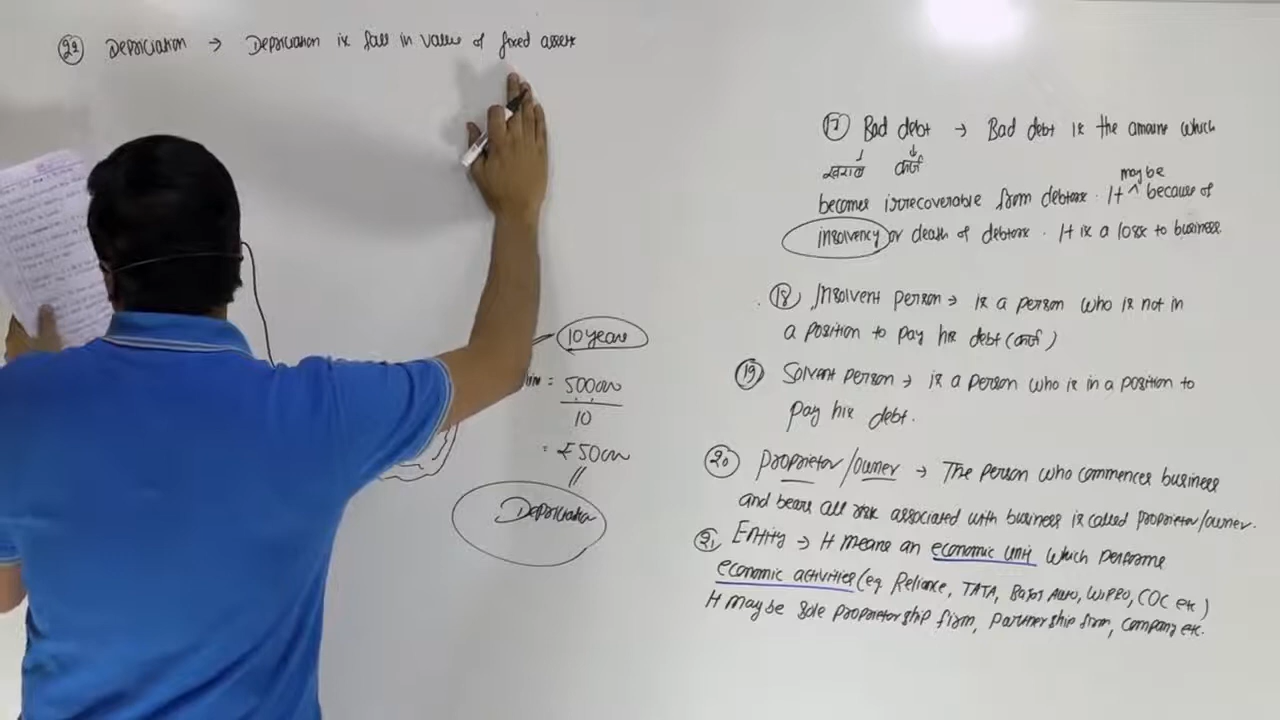 22 Depriciation → Depriciation is fall in value of fixed assets
10 years
= 50000
10
= ₹5000
Depriciation
17 Bad debt → Bad debt is the amount which
खराब कर्ज
becomes irrecoverable from debtors. It may be because of
insolvency or death of debtors. It is a loss to business.
18 Insolvent person → is a person who is not in
a position to pay his debt (कर्ज)
19 Solvent person → is a person who is in a position to
pay his debt.
20 Proprietor/owner → The person who commences business
and bears all risk associated with business is called proprietor/owner.
21 Entity → It means an economic unit which performs
economic activities (eg. Reliance, TATA, Bajaj Auto, WIPRO, COC etc)
It may be sole proprietorship firm, partnership firm, company etc.